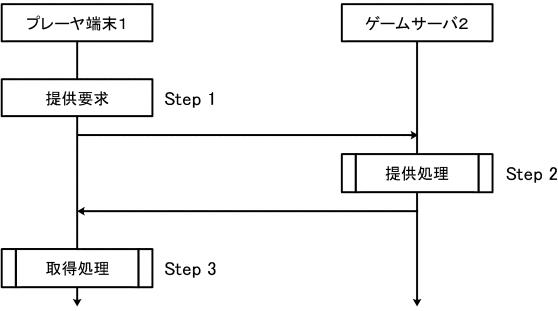 プレーヤ端末1
ゲームサーバ2
提供要求
Step 1
提供処理
Step 2
取得処理
Step 3